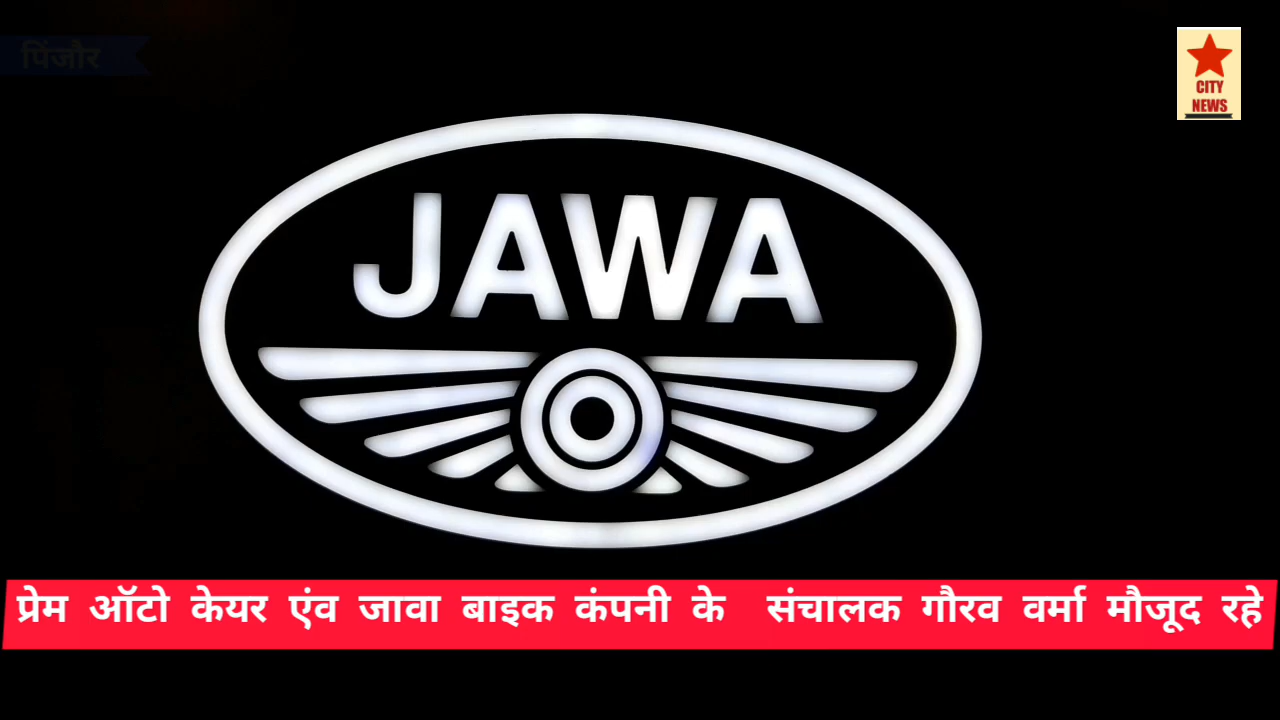 पिंजौर
CITY
NEWS
JAWA
प्रेम ऑटो केयर एंव जावा बाइक कंपनी के संचालक गौरव वर्मा मौजूद रहे